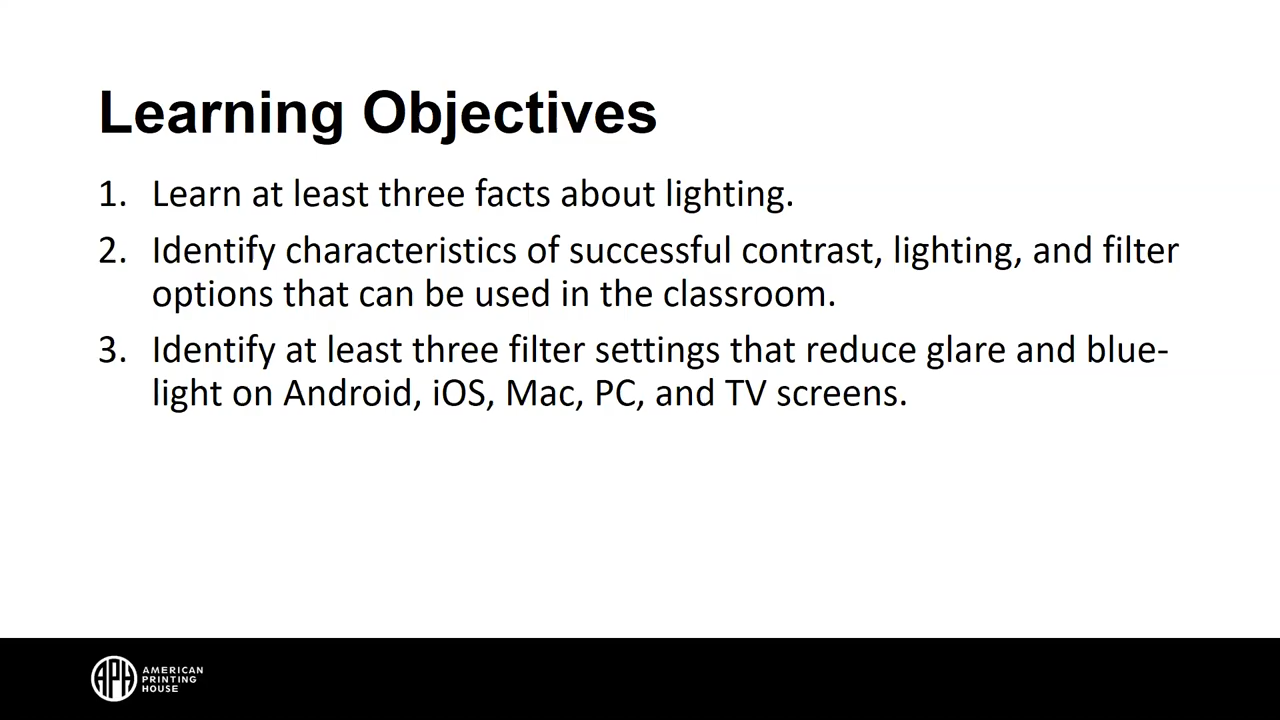 Learning Objectives
1. Learn at least three facts about lighting.
2. Identify characteristics of successful contrast, lighting, and filter
options that can be used in the classroom.
3. Identify at least three filter settings that reduce glare and blue-
light on Android, iOS, Mac, PC, and TV screens.
APH
AMERICAN
PRINTING
HOUSE